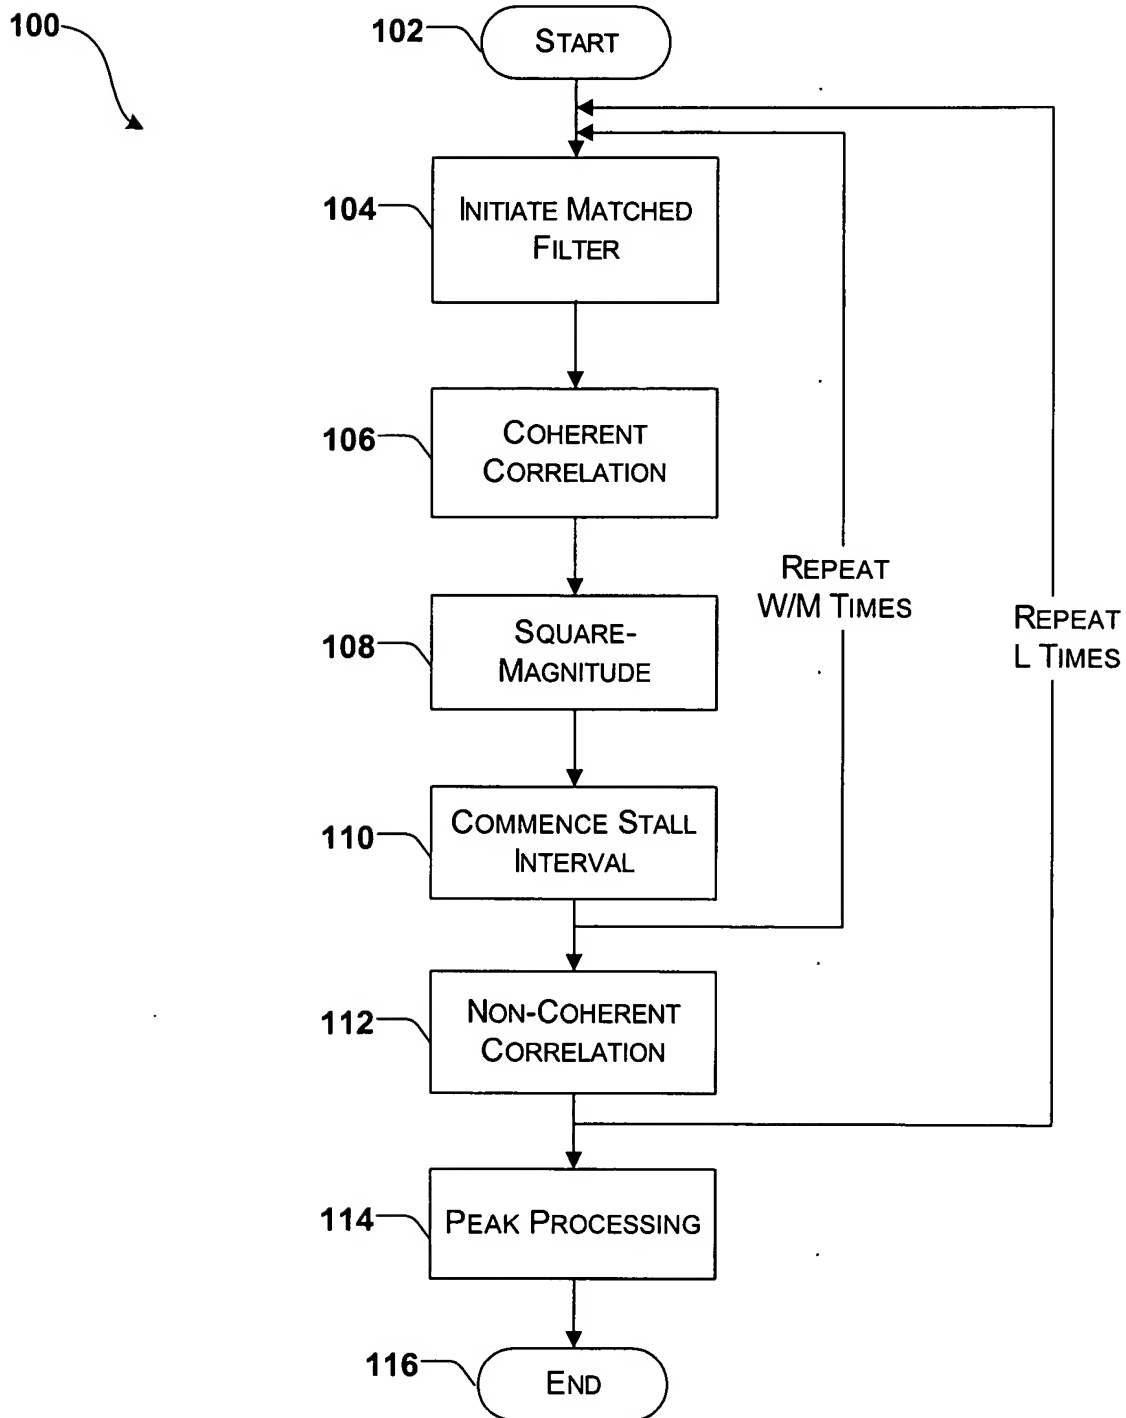 100
102
START
104
INITIATE MATCHED
FILTER
106
COHERENT
CORRELATION
REPEAT
W/M TIMES
REPEAT
L TIMES
108
SQUARE-
MAGNITUDE
110
COMMENCE STALL
INTERVAL
112
NON-COHERENT
CORRELATION
114
PEAK PROCESSING
116
END